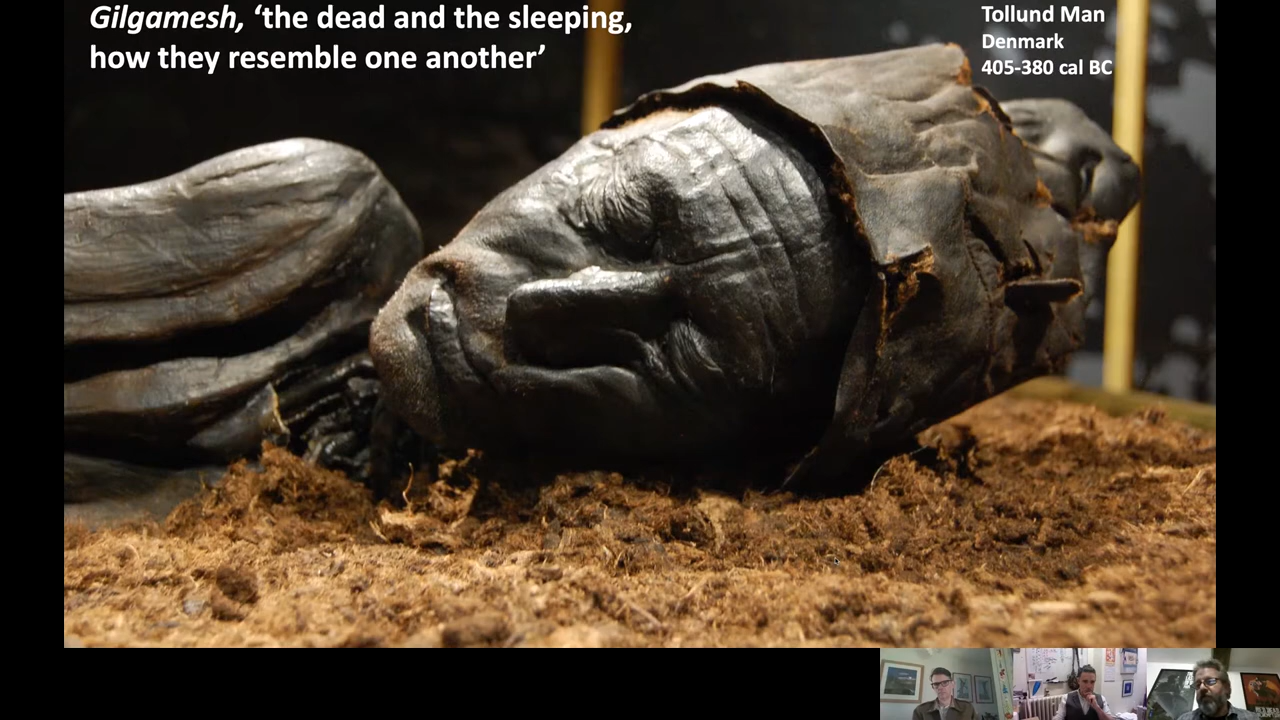 Gilgamesh, ‘the dead and the sleeping,
how they resemble one another’
Tollund Man
Denmark
405-380 cal BC